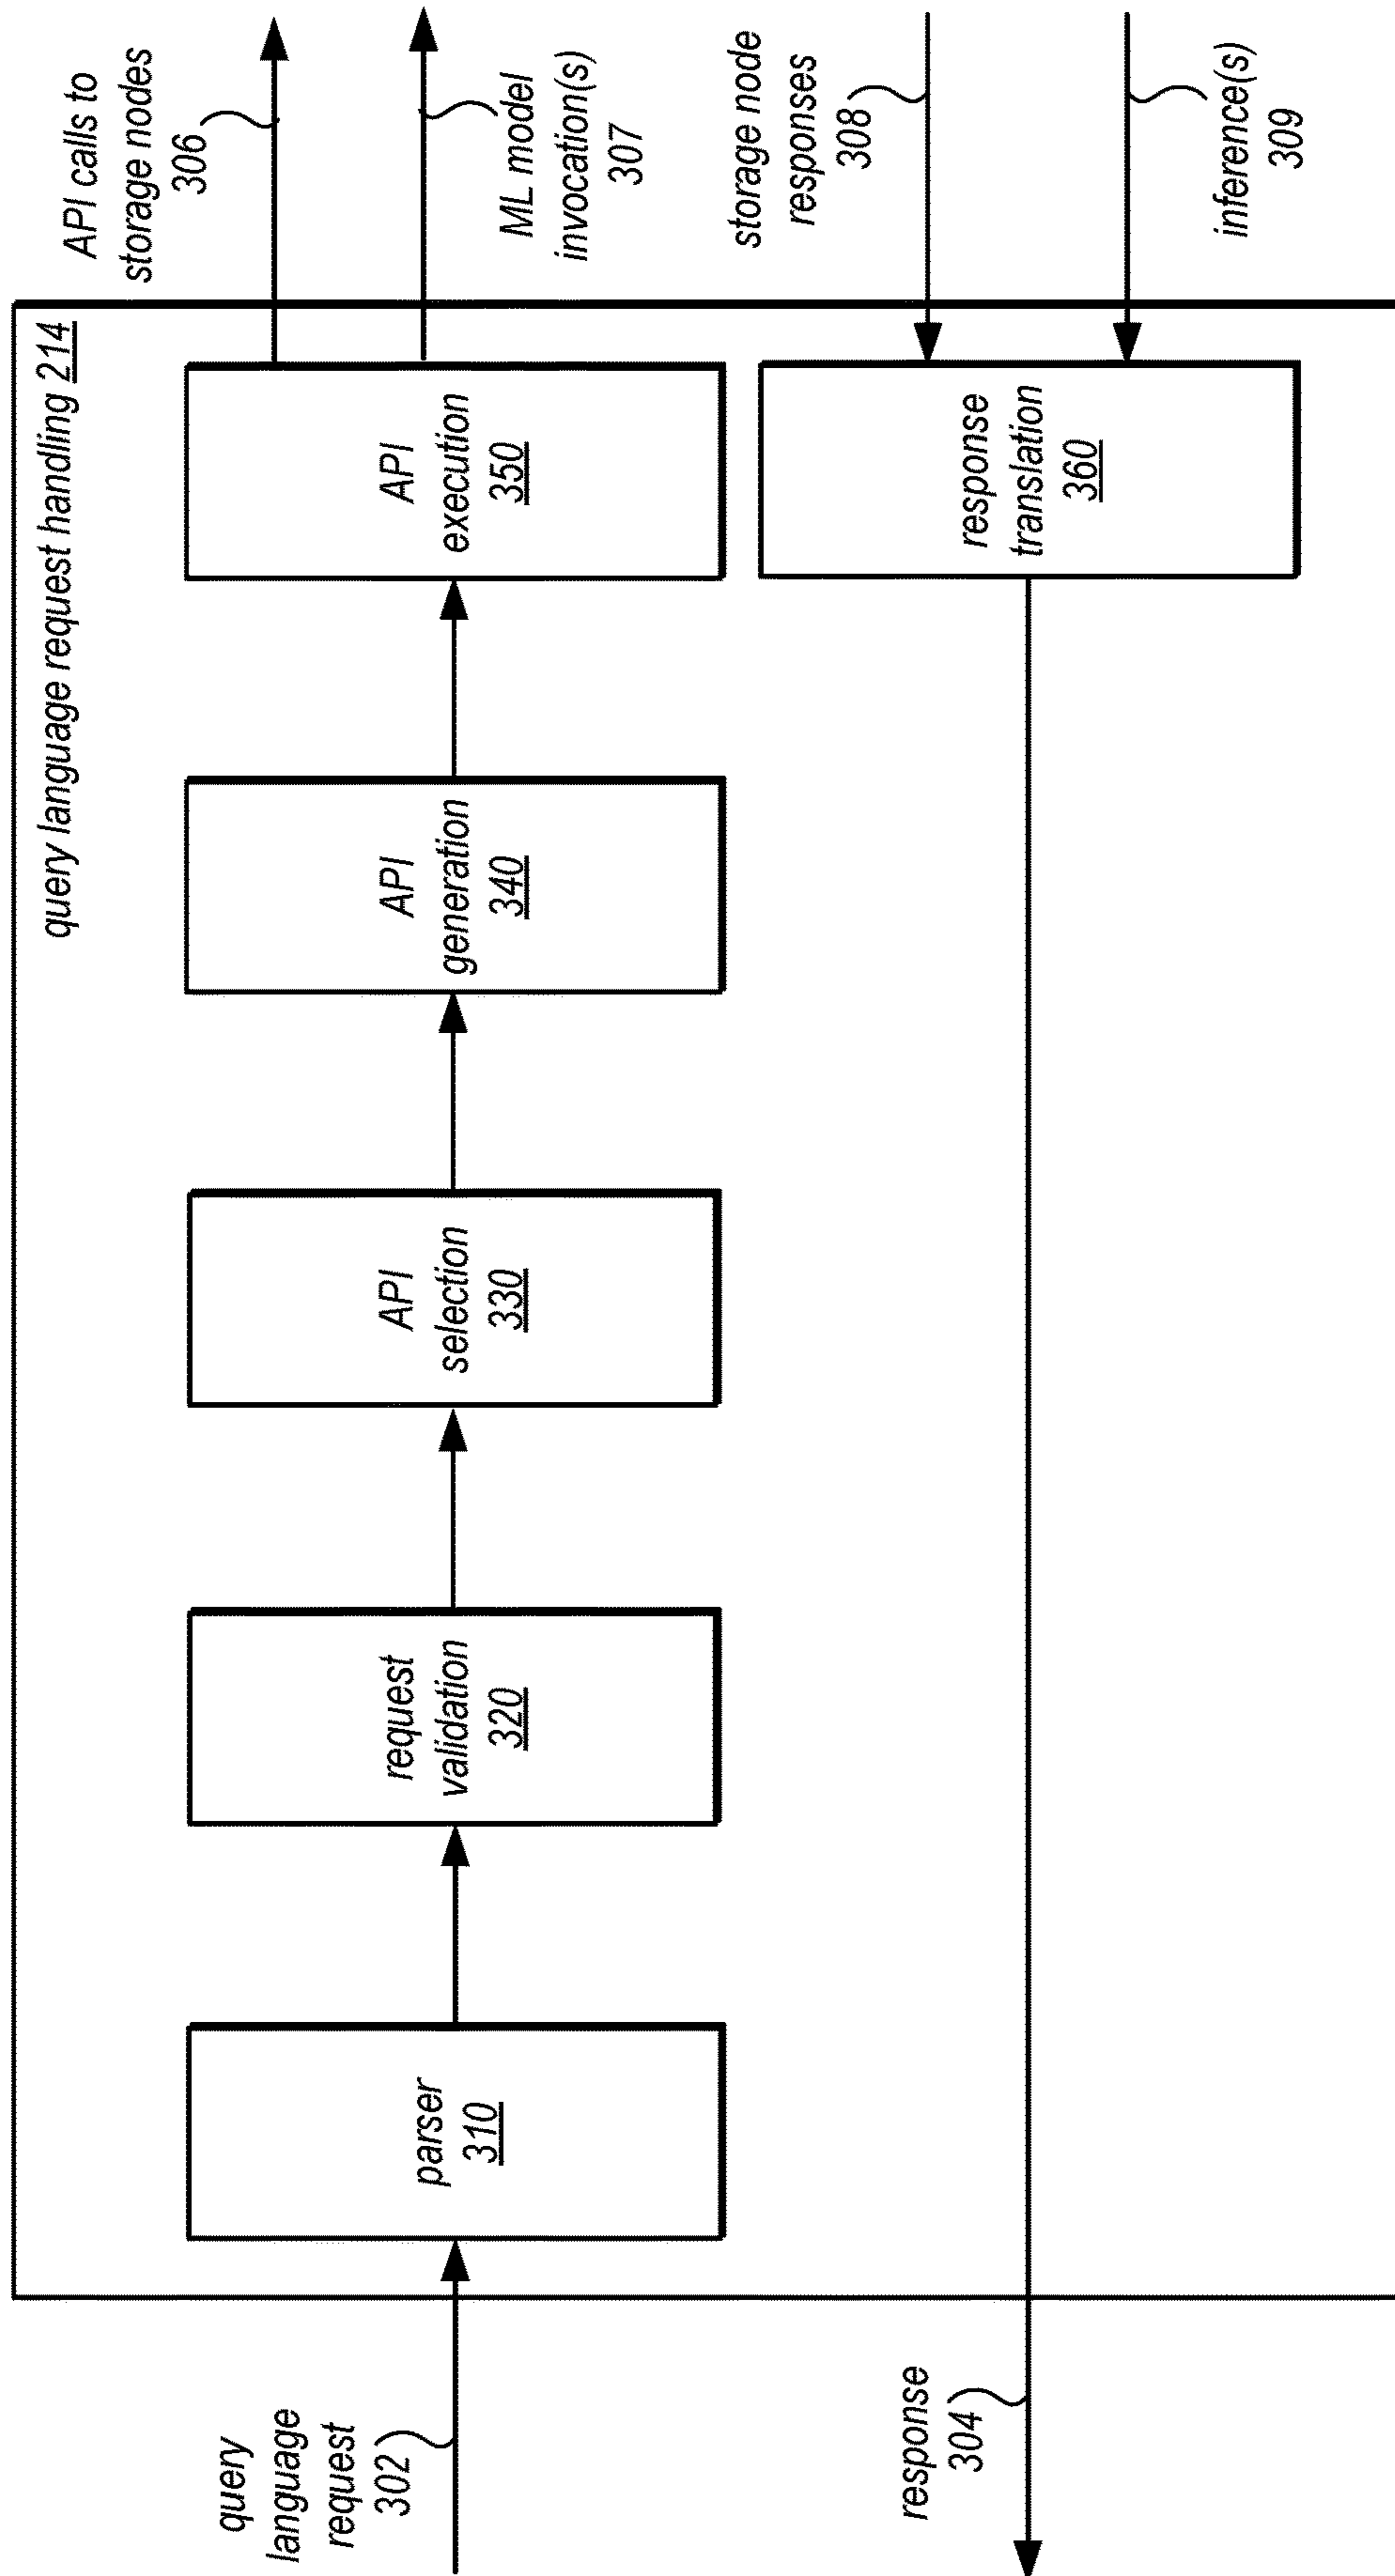 query language request handling 214
query
language
request
302
parser
310
request
validation
320
API
selection
330
API
generation
340
API
execution
350
API calls to
storage nodes
306
ML model
invocation(s)
307
storage node
responses
308
inference(s)
309
response
translation
360
response
304